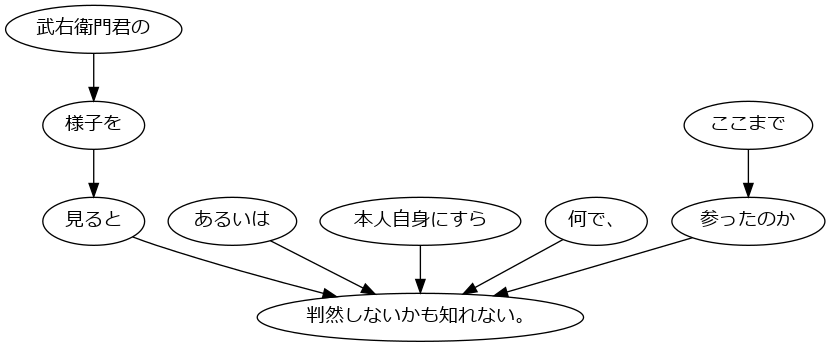 武右衛門君の
様子を
ここまで
見ると
あるいは
本人自身にすら
何で、
参ったのか
判然しないかも知れない。